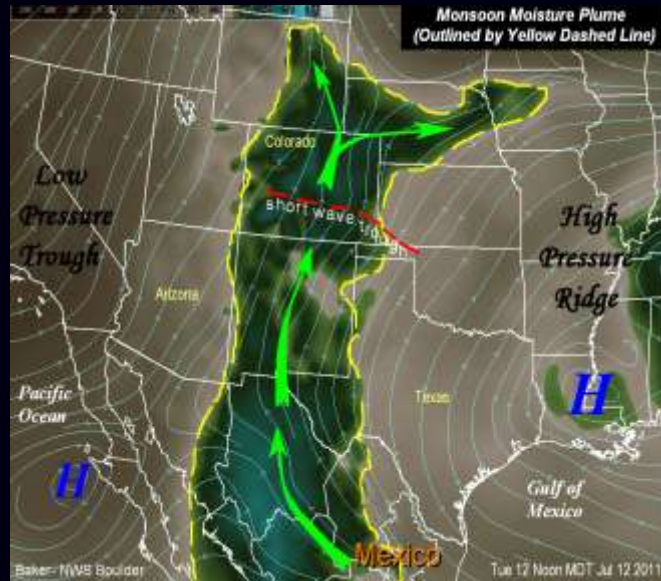 Monsoon Moisture Plume
(Outlined by Yellow Dashed Line)
Colorado
Low
Pressure
Trough
short wave trough
High
Pressure
Ridge
Arizona
Pacific
Ocean
Texas
H
H
Gulf of
Mexico
Mexico
Baker- NWS Boulder
Tue 12 Noon MDT Jul 12 2011